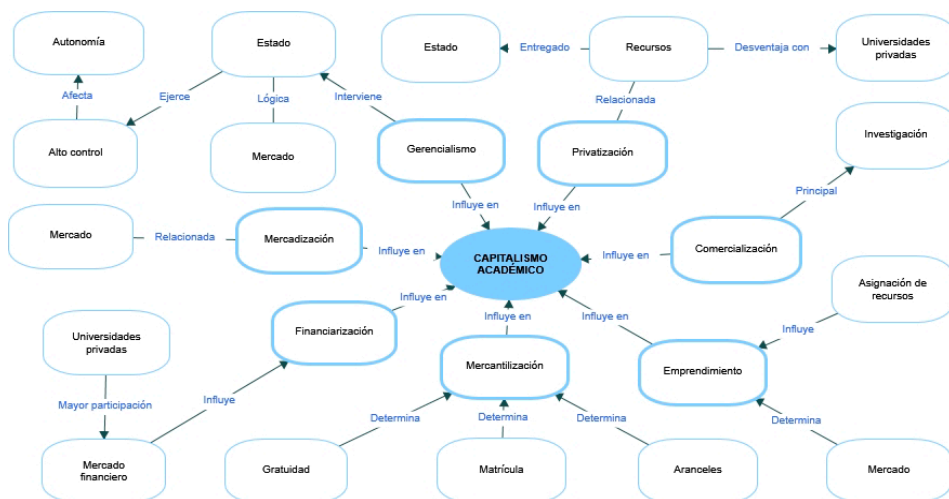 Autonomía
Estado
Estado
Entregado
Recursos
Desventaja con
Universidades
privadas
Afecta
Ejerce
Lógica
Interviene
Relacionada
Alto control
Mercado
Gerencialismo
Privatización
Investigación
Influye en
Influye en
Principal
Mercado
Relacionada
Mercadización
Influye en
CAPITALISMO
ACADÉMICO
Influye en
Comercialización
Influye en
Asignación de
recursos
Universidades
privadas
Financiarización
Influye en
Influye en
Influye
Mercantilización
Emprendimiento
Mayor participación
Influye
Determina
Determina
Determina
Determina
Mercado
financiero
Gratuidad
Matrícula
Aranceles
Mercado